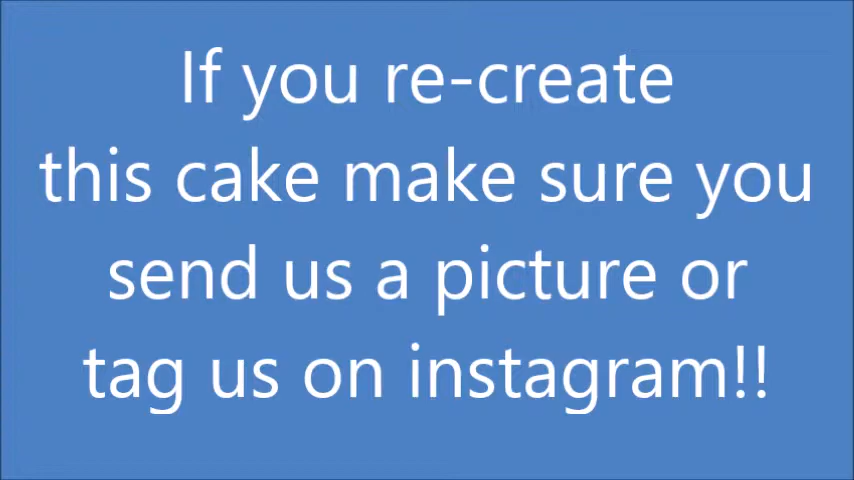 If you re-create
this cake make sure you
send us a picture or
tag us on instagram!!